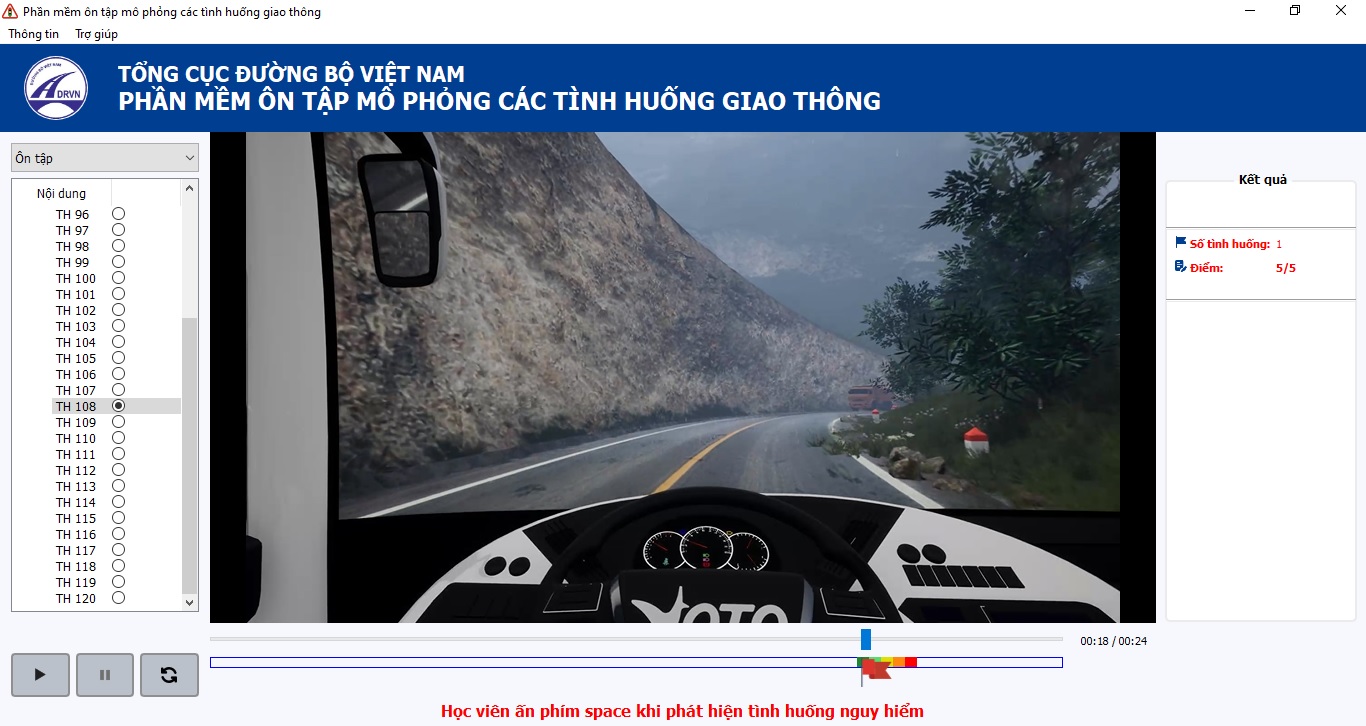 Phần mềm ôn tập mô phỏng các tình huống giao thông
Thông tin Trợ giúp
ĐƯỜNG BỘ VIỆT NAM
DRVN
TỔNG CỤC ĐƯỜNG BỘ VIỆT NAM
PHẦN MỀM ÔN TẬP MÔ PHỎNG CÁC TÌNH HUỐNG GIAO THÔNG
Ôn tập
Nội dung
TH 96
TH 97
TH 98
TH 99
TH 100
TH 101
TH 102
TH 103
TH 104
TH 105
TH 106
TH 107
TH 108
TH 109
TH 110
TH 111
TH 112
TH 113
TH 114
TH 115
TH 116
TH 117
TH 118
TH 119
TH 120
Kết quả
Số tình huống: 1
Điểm: 5/5
OTO
00:18 / 00:24
Học viên ấn phím space khi phát hiện tình huống nguy hiểm